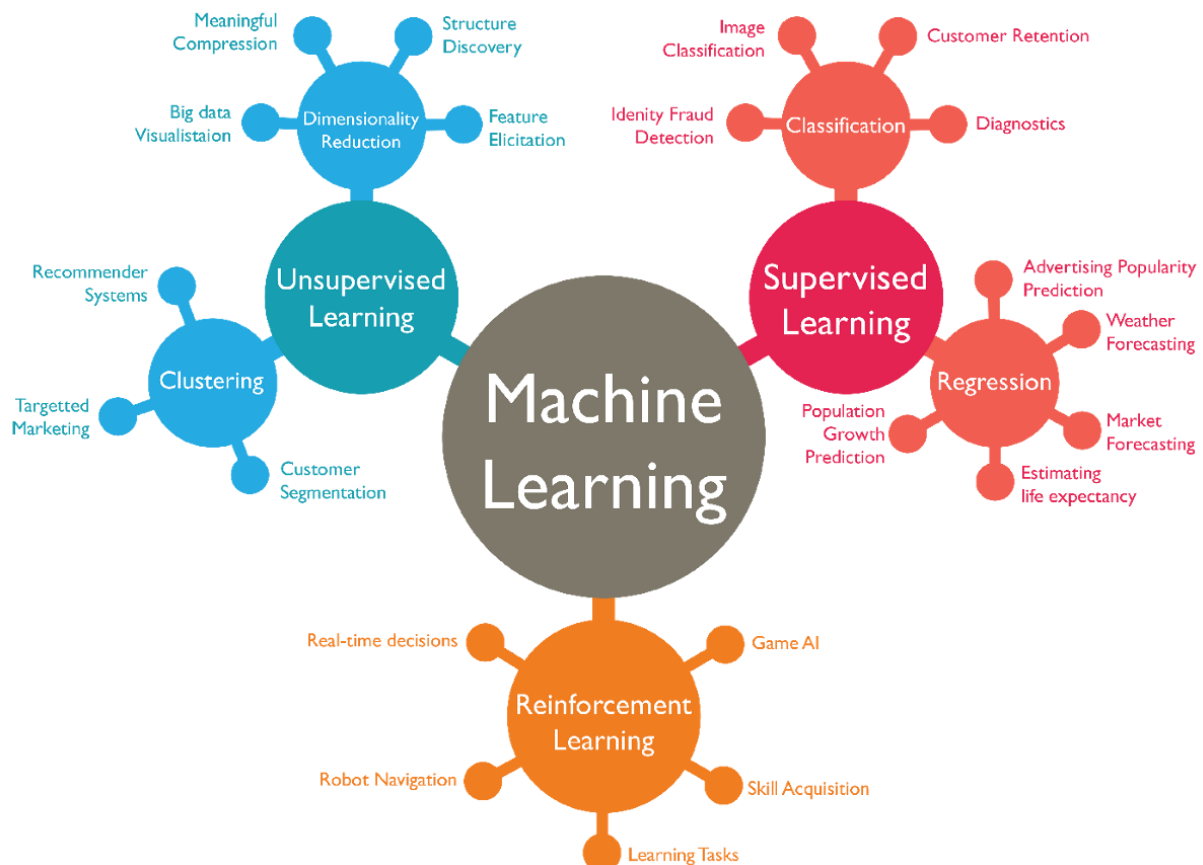 Meaningful
Compression
Structure
Discovery
Big data
Visualistaion
Dimensionality
Reduction
Feature
Elicitation
Unsupervised
Learning
Recommender
Systems
Clustering
Targetted
Marketing
Customer
Segmentation
Image
Classification
Customer Retention
Idenity Fraud
Detection
Classification
Diagnostics
Supervised
Learning
Advertising Popularity
Prediction
Weather
Forecasting
Regression
Population
Growth
Prediction
Market
Forecasting
Estimating
life expectancy
Machine
Learning
Real-time decisions
Game AI
Reinforcement
Learning
Robot Navigation
Skill Acquisition
Learning Tasks